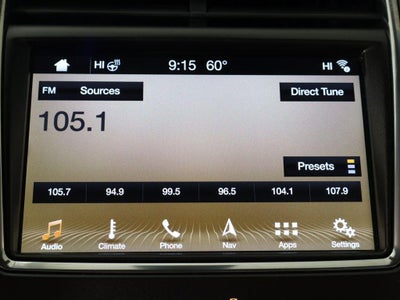 HI 9:15 60° HI
FM Sources Direct Tune
105.1
Presets
105.7 94.9 99.5 96.5 104.1 107.9
Audio Climate Phone Nav Apps Settings